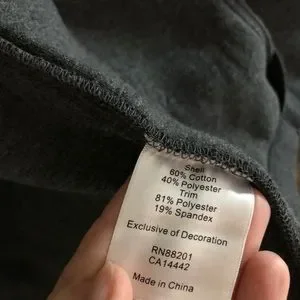 Shell
60% Cotton
40% Polyester
Trim
81% Polyester
19% Spandex
Exclusive of Decoration
RN88201
CA14442
Made in China